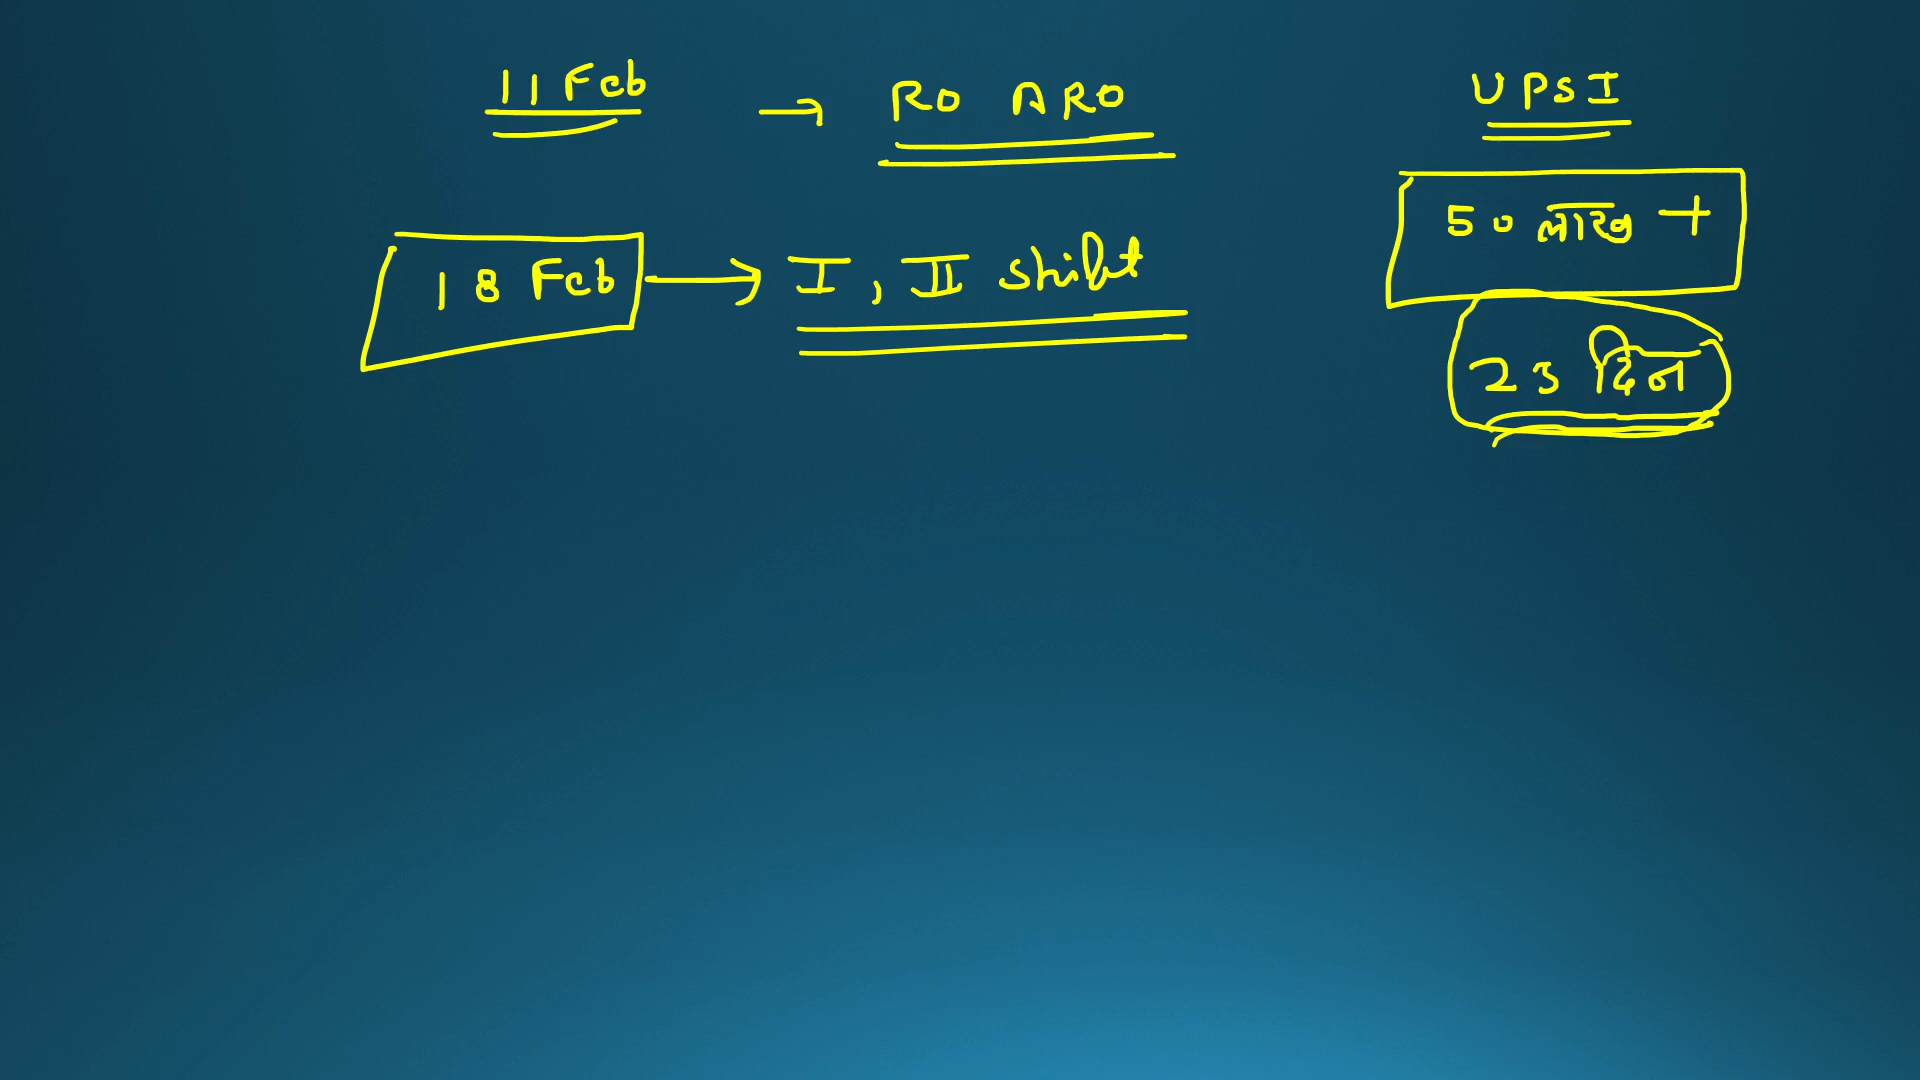 11 Feb → RO ARO
18 Feb → I, II shift
UPSI
50 लाख +
23 दिन